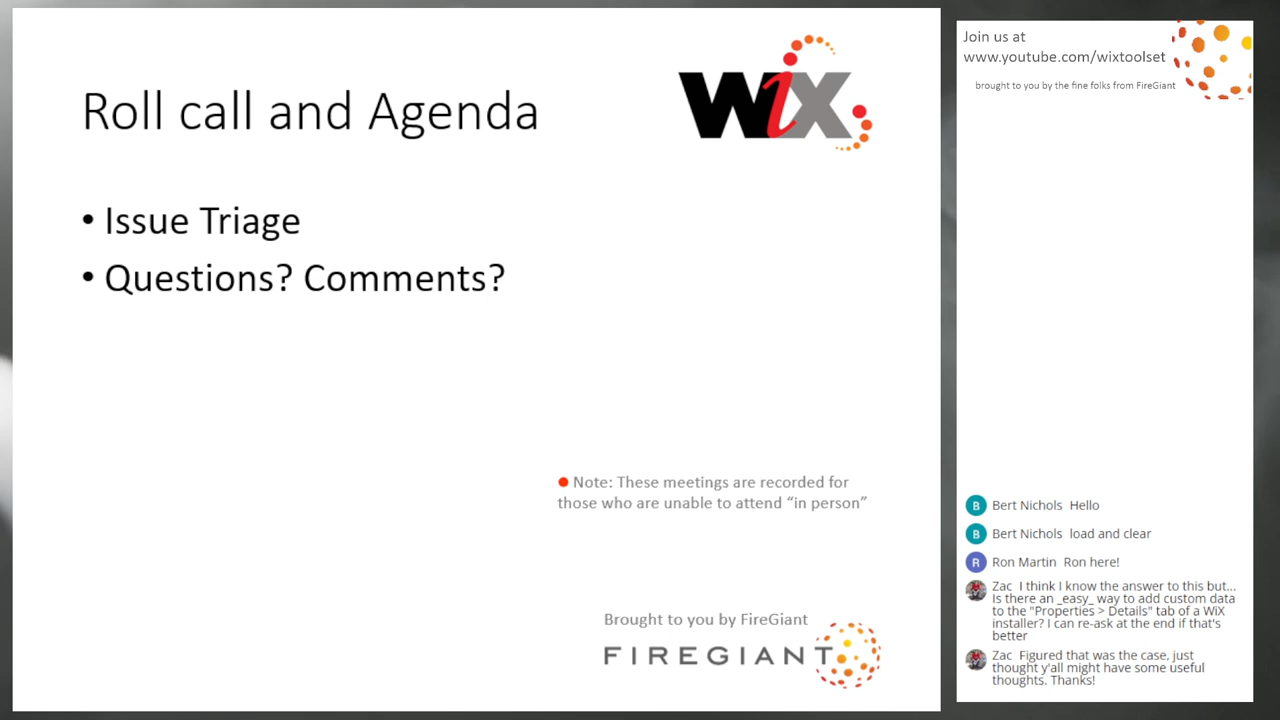 Roll call and Agenda
WiX
• Issue Triage
• Questions? Comments?
Note: These meetings are recorded for
those who are unable to attend “in person”
Brought to you by FireGiant
FIREGIANT
Join us at
www.youtube.com/wixtoolset
brought to you by the fine folks from FireGiant
B Bert Nichols Hello
B Bert Nichols load and clear
R Ron Martin Ron here!
Zac I think I know the answer to this but...
Is there an _easy_ way to add custom data
to the "Properties > Details" tab of a WiX
installer? I can re-ask at the end if that's
better
Zac Figured that was the case, just
thought y'all might have some useful
thoughts. Thanks!